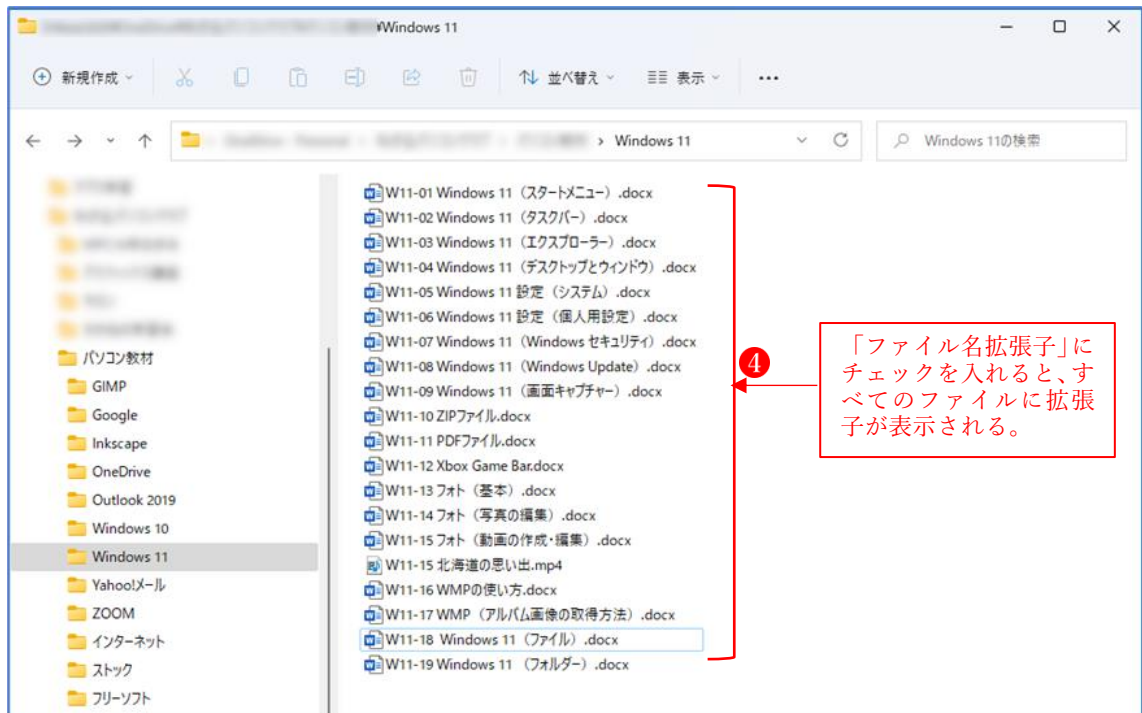 ¥Windows 11
新規作成
並べ替え
表示
Windows 11
Windows 11の検索
パソコン教材
GIMP
Google
Inkscape
OneDrive
Outlook 2019
Windows 10
Windows 11
Yahoo!メール
ZOOM
インターネット
ストック
フリーソフト
W11-01 Windows 11（スタートメニュー）.docx
W11-02 Windows 11（タスクバー）.docx
W11-03 Windows 11（エクスプローラー）.docx
W11-04 Windows 11（デスクトップとウィンドウ）.docx
W11-05 Windows 11 設定（システム）.docx
W11-06 Windows 11 設定（個人用設定）.docx
W11-07 Windows 11（Windows セキュリティ）.docx
W11-08 Windows 11（Windows Update）.docx
W11-09 Windows 11（画面キャプチャー）.docx
W11-10 ZIPファイル.docx
W11-11 PDFファイル.docx
W11-12 Xbox Game Bar.docx
W11-13 フォト（基本）.docx
W11-14 フォト（写真の編集）.docx
W11-15 フォト（動画の作成・編集）.docx
W11-15 北海道の思い出.mp4
W11-16 WMPの使い方.docx
W11-17 WMP（アルバム画像の取得方法）.docx
W11-18 Windows 11（ファイル）.docx
W11-19 Windows 11 （フォルダー）.docx
4
「ファイル名拡張子」に
チェックを入れると、す
べてのファイルに拡張
子が表示される。